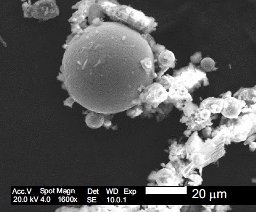 Acc.V Spot Magn Det WD Exp
20.0 kV 4.0 1600x SE 10.0 1 20 µm